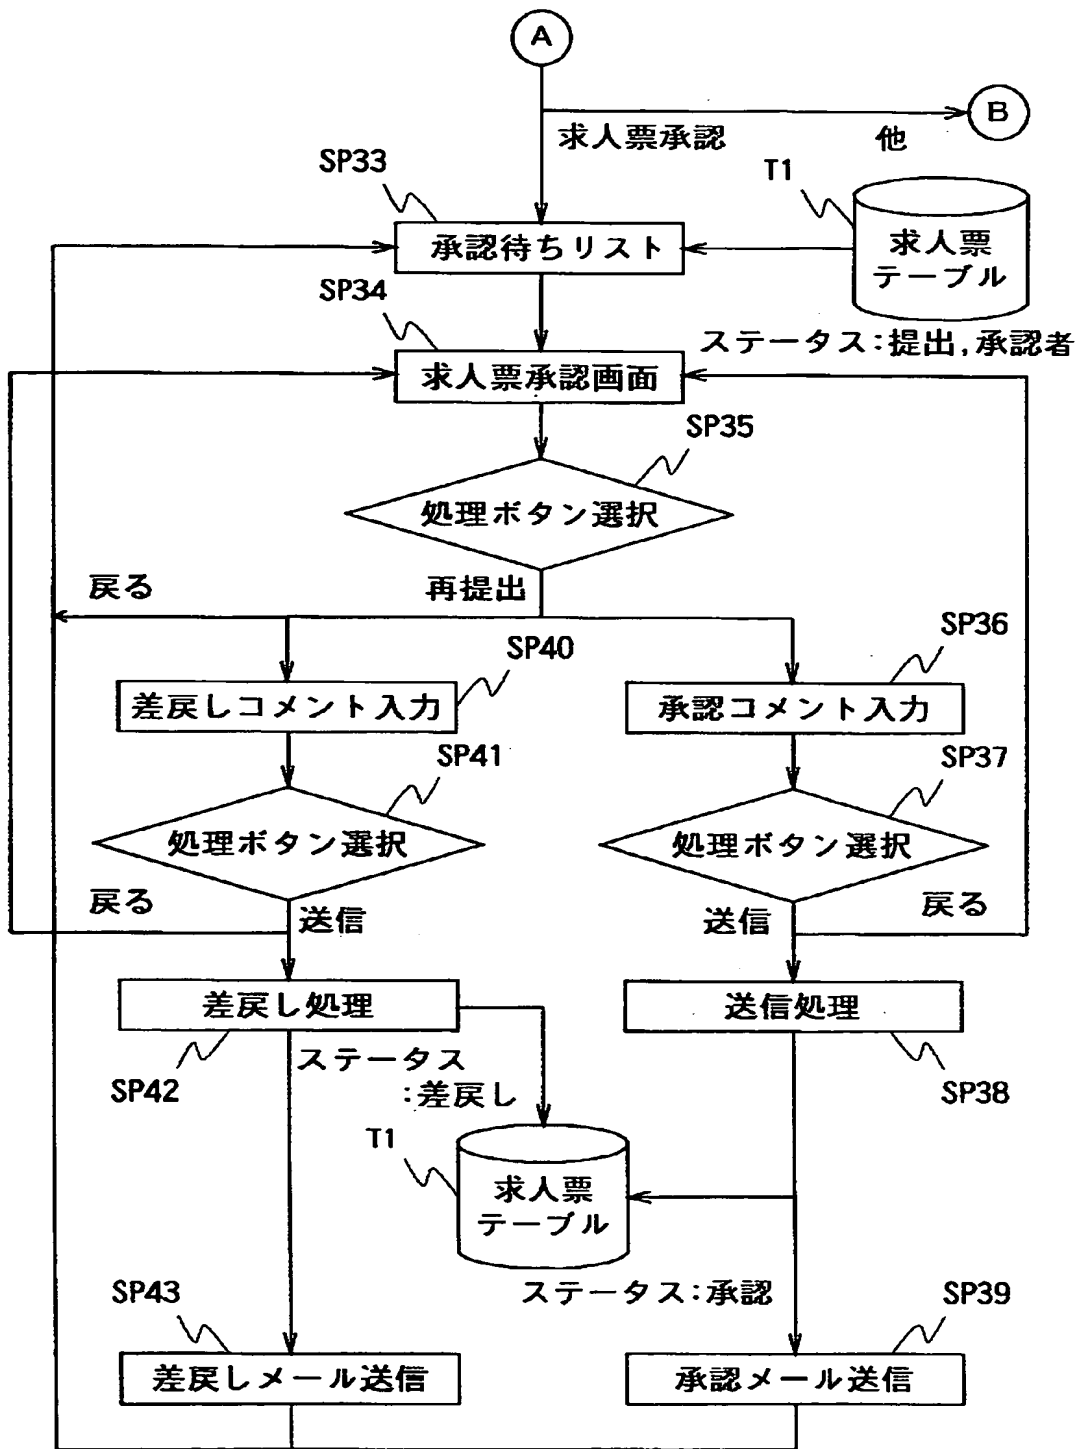 A
B
求人票承認
他
SP33
T1
承認待ちリスト
求人票
テーブル
SP34
ステータス:提出,承認者
求人票承認画面
SP35
処理ボタン選択
戻る
再提出
SP36
SP40
差戻しコメント入力
承認コメント入力
SP41
SP37
処理ボタン選択
処理ボタン選択
戻る
送信
送信
戻る
差戻し処理
送信処理
ステータス
:差戻し
SP42
SP38
T1
求人票
テーブル
ステータス:承認
SP43
SP39
差戻しメール送信
承認メール送信